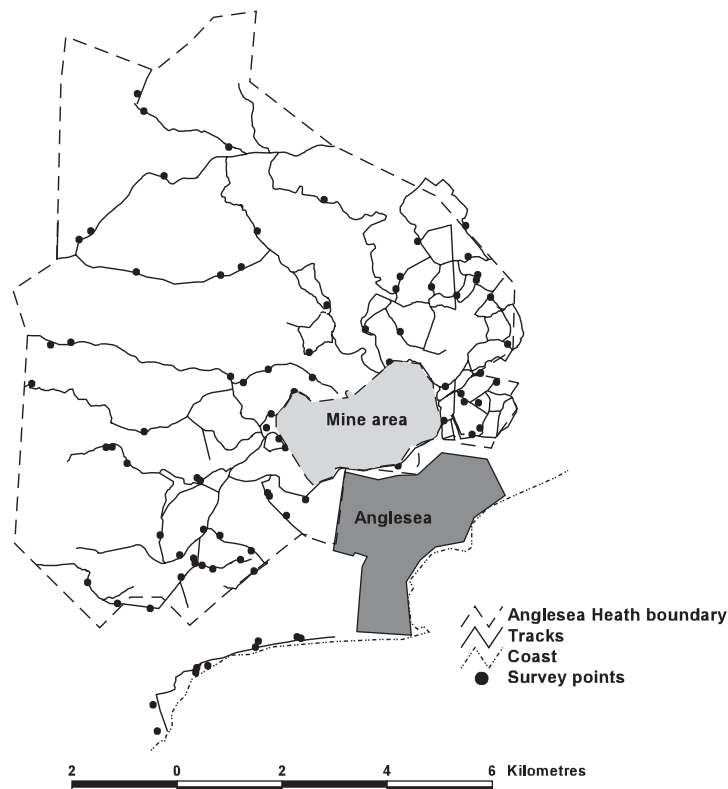 Mine area
Anglesea
Anglesea Heath boundary
Tracks
Coast
Survey points
2 0 2 4 6 Kilometres